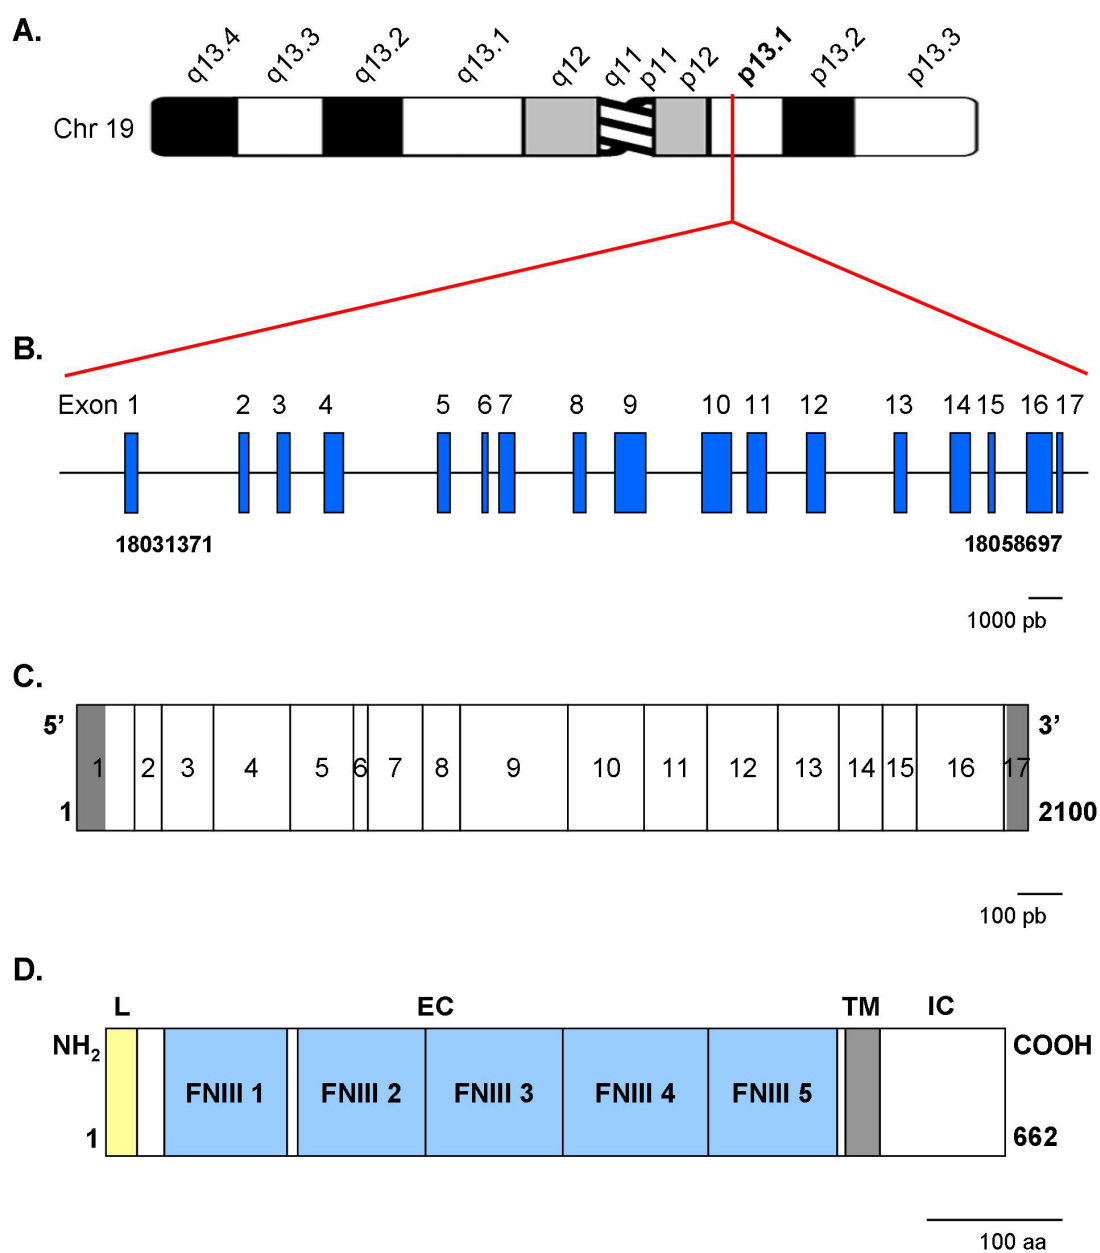 A.
q13.4 q13.3 q13.2 q13.1 q12 q11 p11 p12 p13.1 p13.2 p13.3
Chr 19
B.
Exon 1 2 3 4 5 6 7 8 9 10 11 12 13 14 15 16 17
18031371 18058697
1000 pb
C.
5’ 3’
1 2 3 4 5 6 7 8 9 10 11 12 13 14 15 16 17
1 2100
100 pb
D.
L EC TM IC
NH2 COOH
FNIII 1 FNIII 2 FNIII 3 FNIII 4 FNIII 5
1 662
100 aa